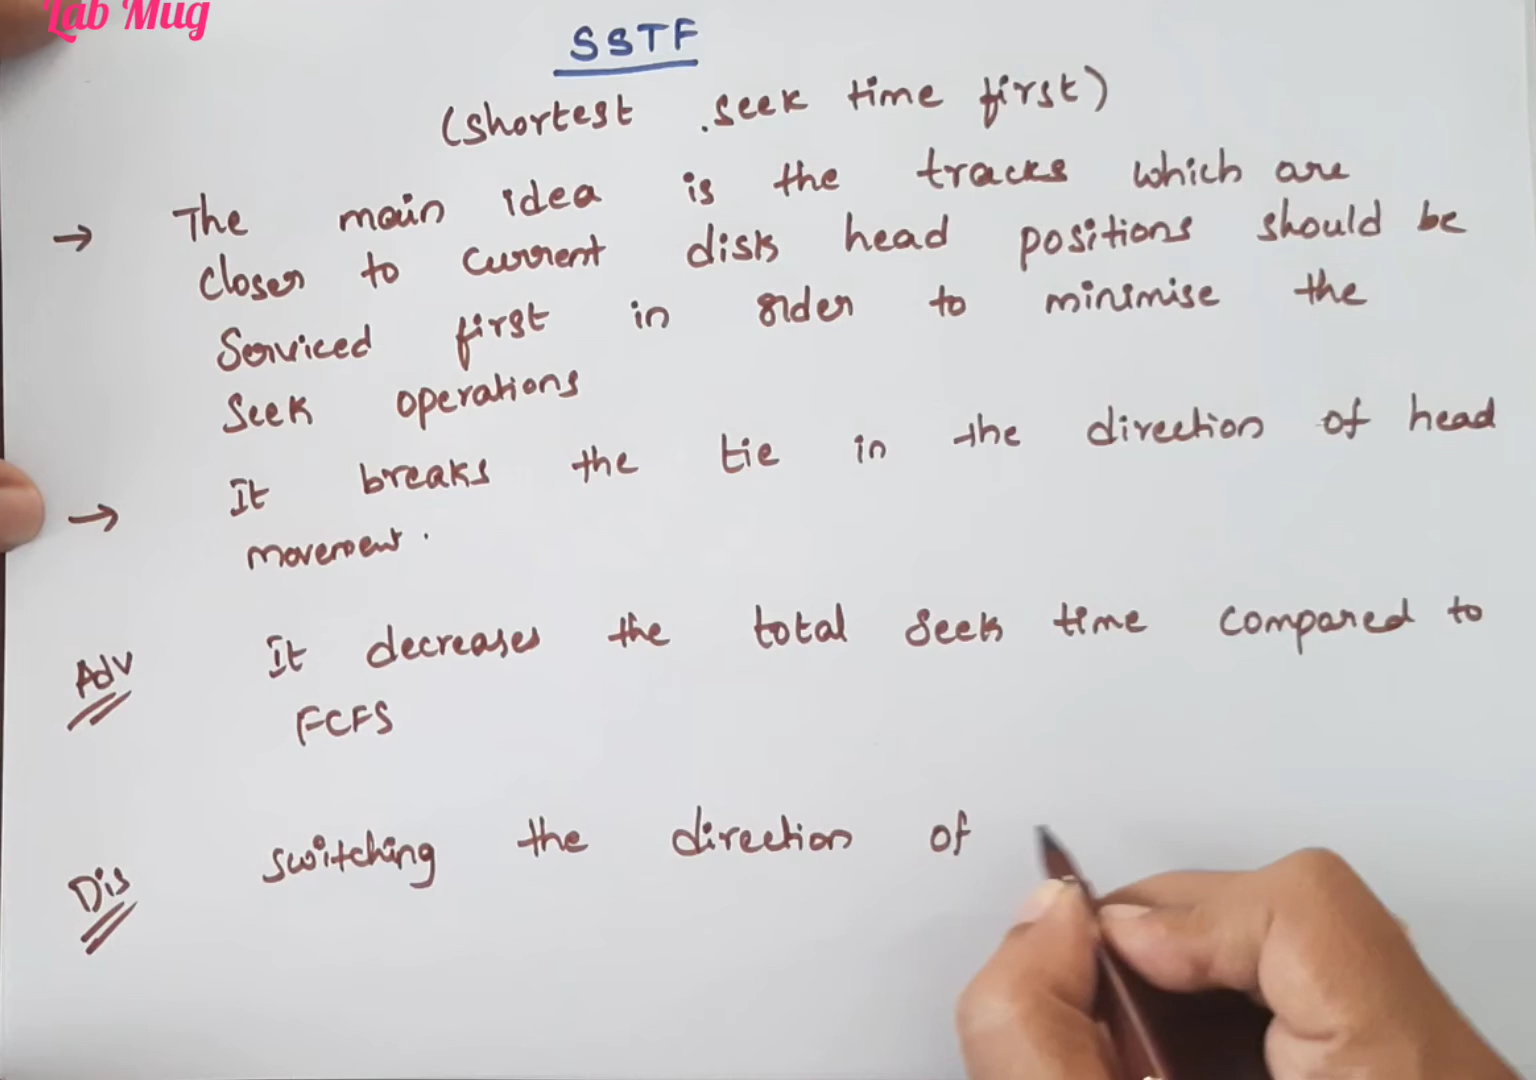 Lab Mug
SSTF
(shortest seek time first)
→ The main idea is the tracks which are
closer to current disk head positions should be
Serviced first in order to minimise the
Seek operations
→ It breaks the tie in the direction of head
movement.
Adv It decreases the total seek time compared to
FCFS
Dis switching the direction of